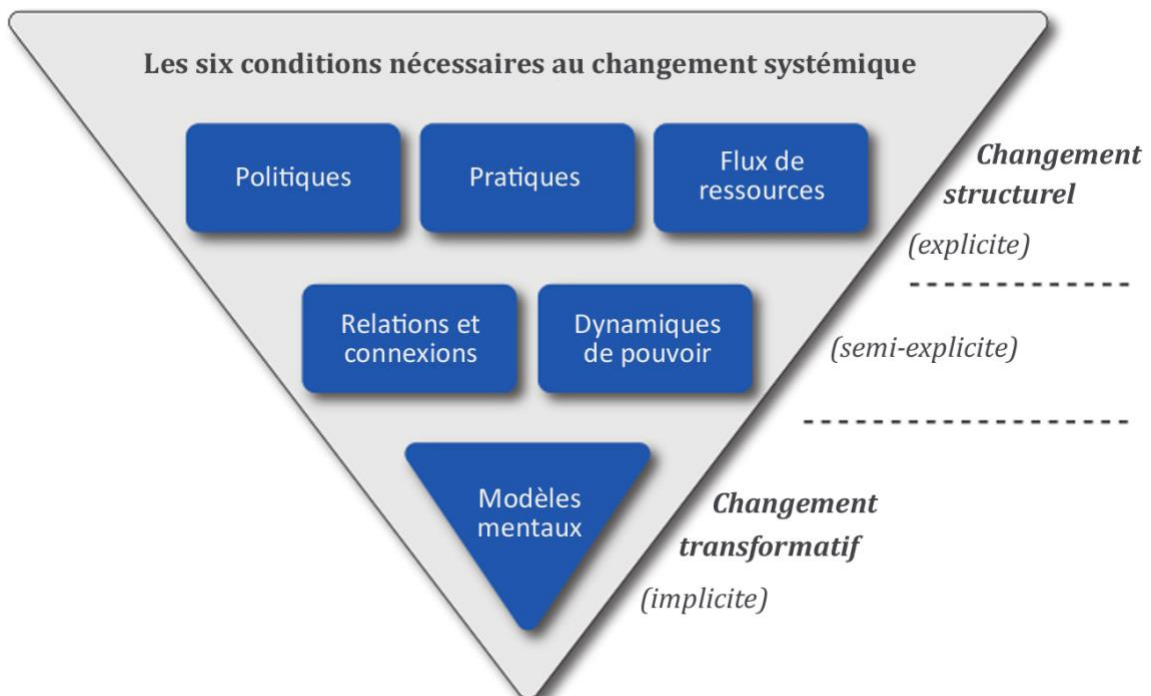 Les six conditions nécessaires au changement systémique
Politiques
Pratiques
Flux de
ressources
Changement
structurel
(explicite)
Relations et
connexions
Dynamiques
de pouvoir
(semi-explicite)
Modèles
mentaux
Changement
transformatif
(implicite)